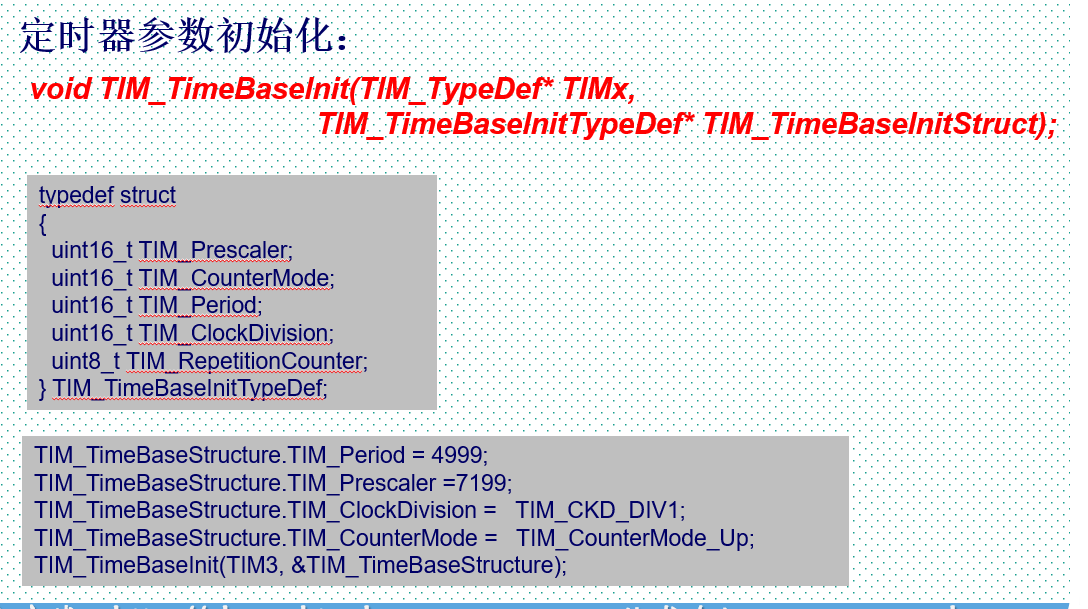 定时器参数初始化：
void TIM_TimeBaseInit(TIM_TypeDef* TIMx,
TIM_TimeBaseInitTypeDef* TIM_TimeBaseInitStruct);
typedef struct
{
uint16_t TIM_Prescaler;
uint16_t TIM_CounterMode;
uint16_t TIM_Period;
uint16_t TIM_ClockDivision;
uint8_t TIM_RepetitionCounter;
} TIM_TimeBaseInitTypeDef;
TIM_TimeBaseStructure.TIM_Period = 4999;
TIM_TimeBaseStructure.TIM_Prescaler =7199;
TIM_TimeBaseStructure.TIM_ClockDivision = TIM_CKD_DIV1;
TIM_TimeBaseStructure.TIM_CounterMode = TIM_CounterMode_Up;
TIM_TimeBaseInit(TIM3, &TIM_TimeBaseStructure);